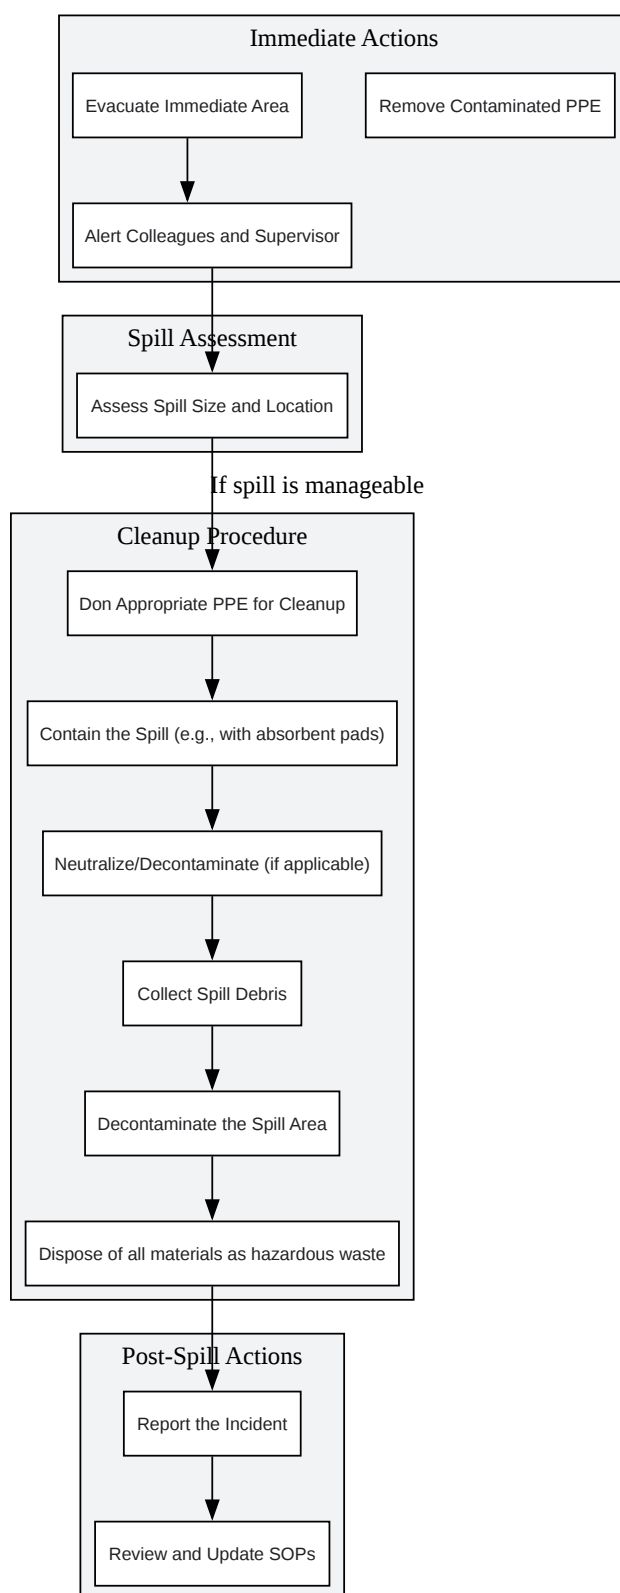 Immediate Actions
Evacuate Immediate Area
Remove Contaminated PPE
Alert Colleagues and Supervisor
Spill Assessment
Assess Spill Size and Location
If spill is manageable
Cleanup Procedure
Don Appropriate PPE for Cleanup
Contain the Spill (e.g., with absorbent pads)
Neutralize/Decontaminate (if applicable)
Collect Spill Debris
Decontaminate the Spill Area
Dispose of all materials as hazardous waste
Post-Spill Actions
Report the Incident
Review and Update SOPs